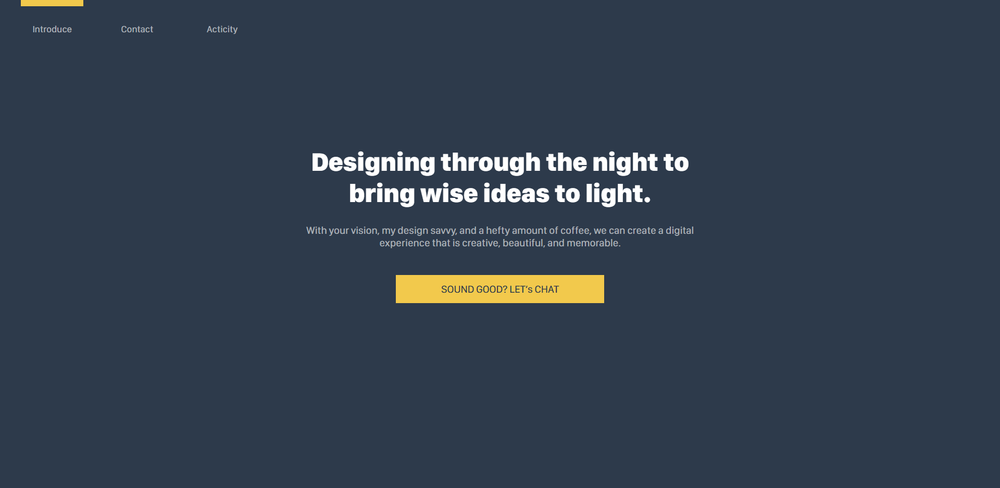 Introduce Contact Acticity
Designing through the night to
bring wise ideas to light.
With your vision, my design savvy, and a hefty amount of coffee, we can create a digital
experience that is creative, beautiful, and memorable.
SOUND GOOD? LET‘s CHAT